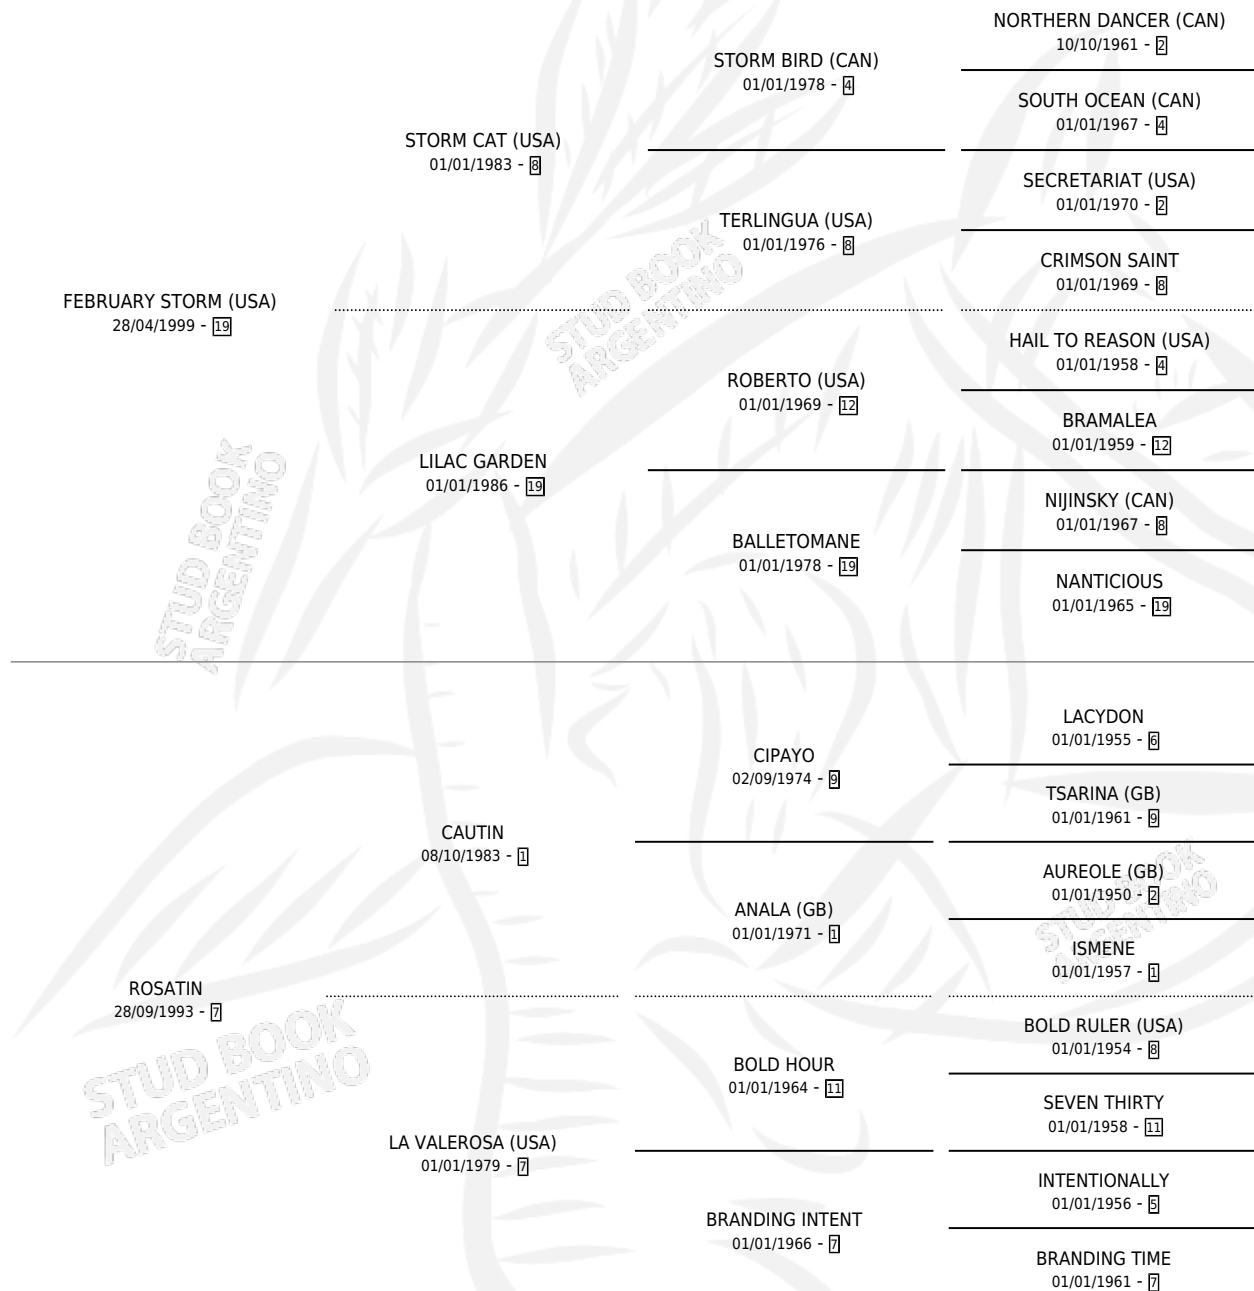 NORTHERN DANCER (CAN)
10/10/1961 - 2
STORM BIRD (CAN)
01/01/1978 - 4
SOUTH OCEAN (CAN)
01/01/1967 - 4
STORM CAT (USA)
01/01/1983 - 8
SECRETARIAT (USA)
01/01/1970 - 2
TERLINGUA (USA)
01/01/1976 - 8
CRIMSON SAINT
01/01/1969 - 8
FEBRUARY STORM (USA)
28/04/1999 - 19
HAIL TO REASON (USA)
01/01/1958 - 4
ROBERTO (USA)
01/01/1969 - 12
BRAMALEA
01/01/1959 - 12
LILAC GARDEN
01/01/1986 - 19
NIJINSKY (CAN)
01/01/1967 - 8
BALLETOMANE
01/01/1978 - 19
NANTICIOUS
01/01/1965 - 19
LACYDON
01/01/1955 - 6
CIPAYO
02/09/1974 - 9
TSARINA (GB)
01/01/1961 - 9
CAUTIN
08/10/1983 - 1
AUREOLE (GB)
01/01/1950 - 2
ANALA (GB)
01/01/1971 - 1
ISMENE
01/01/1957 - 1
ROSATIN
28/09/1993 - 7
BOLD RULER (USA)
01/01/1954 - 8
BOLD HOUR
01/01/1964 - 11
SEVEN THIRTY
01/01/1958 - 11
LA VALEROSA (USA)
01/01/1979 - 7
INTENTIONALLY
01/01/1956 - 5
BRANDING INTENT
01/01/1966 - 7
BRANDING TIME
01/01/1961 - 7
STUD BOOK
ARGENTINO
STUD BOOK
ARGENTINO
STUD BOOK
ARGENTINO
STUD BOOK
ARGENTINO